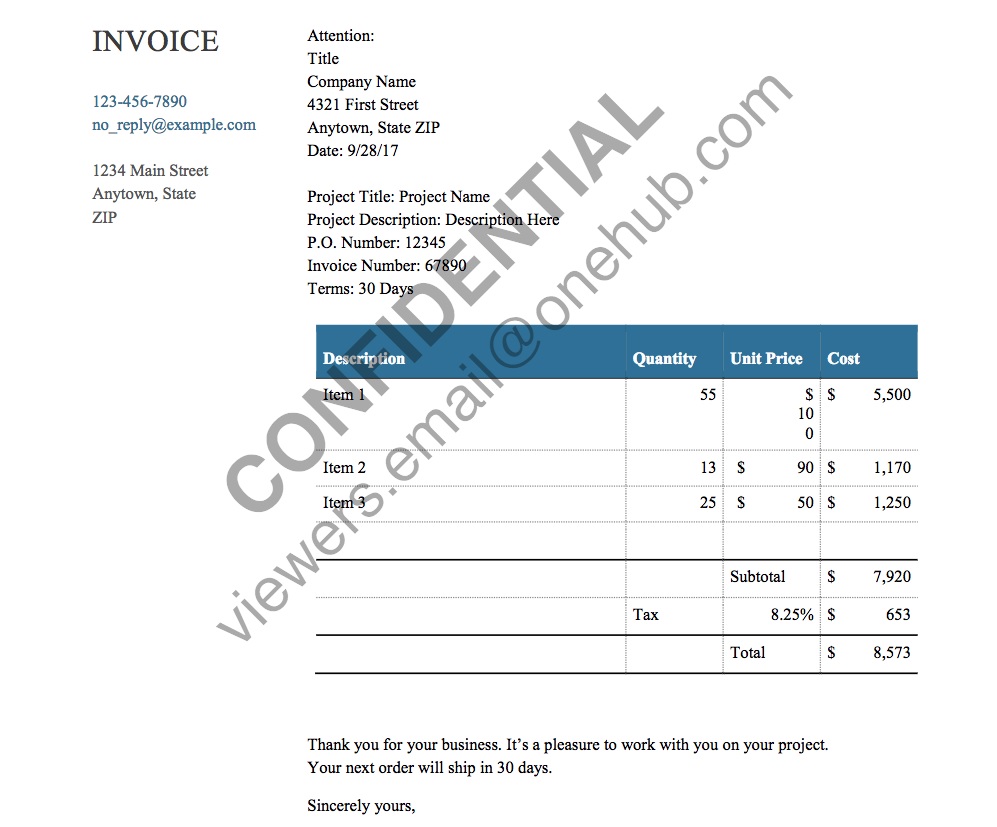 INVOICE
123-456-7890
no_reply@example.com
1234 Main Street
Anytown, State
ZIP
Attention:
Title
Company Name
4321 First Street
Anytown, State ZIP
Date: 9/28/17
Project Title: Project Name
Project Description: Description Here
P.O. Number: 12345
Invoice Number: 67890
Terms: 30 Days
Description Quantity Unit Price Cost
Item 1 55 $ $ 5,500
10
0
Item 2 13 $ 90 $ 1,170
Item 3 25 $ 50 $ 1,250
Subtotal $ 7,920
Tax 8.25% $ 653
Total $ 8,573
Thank you for your business. It’s a pleasure to work with you on your project.
Your next order will ship in 30 days.
Sincerely yours,
CONFIDENTIAL
viewers.email@onehub.com